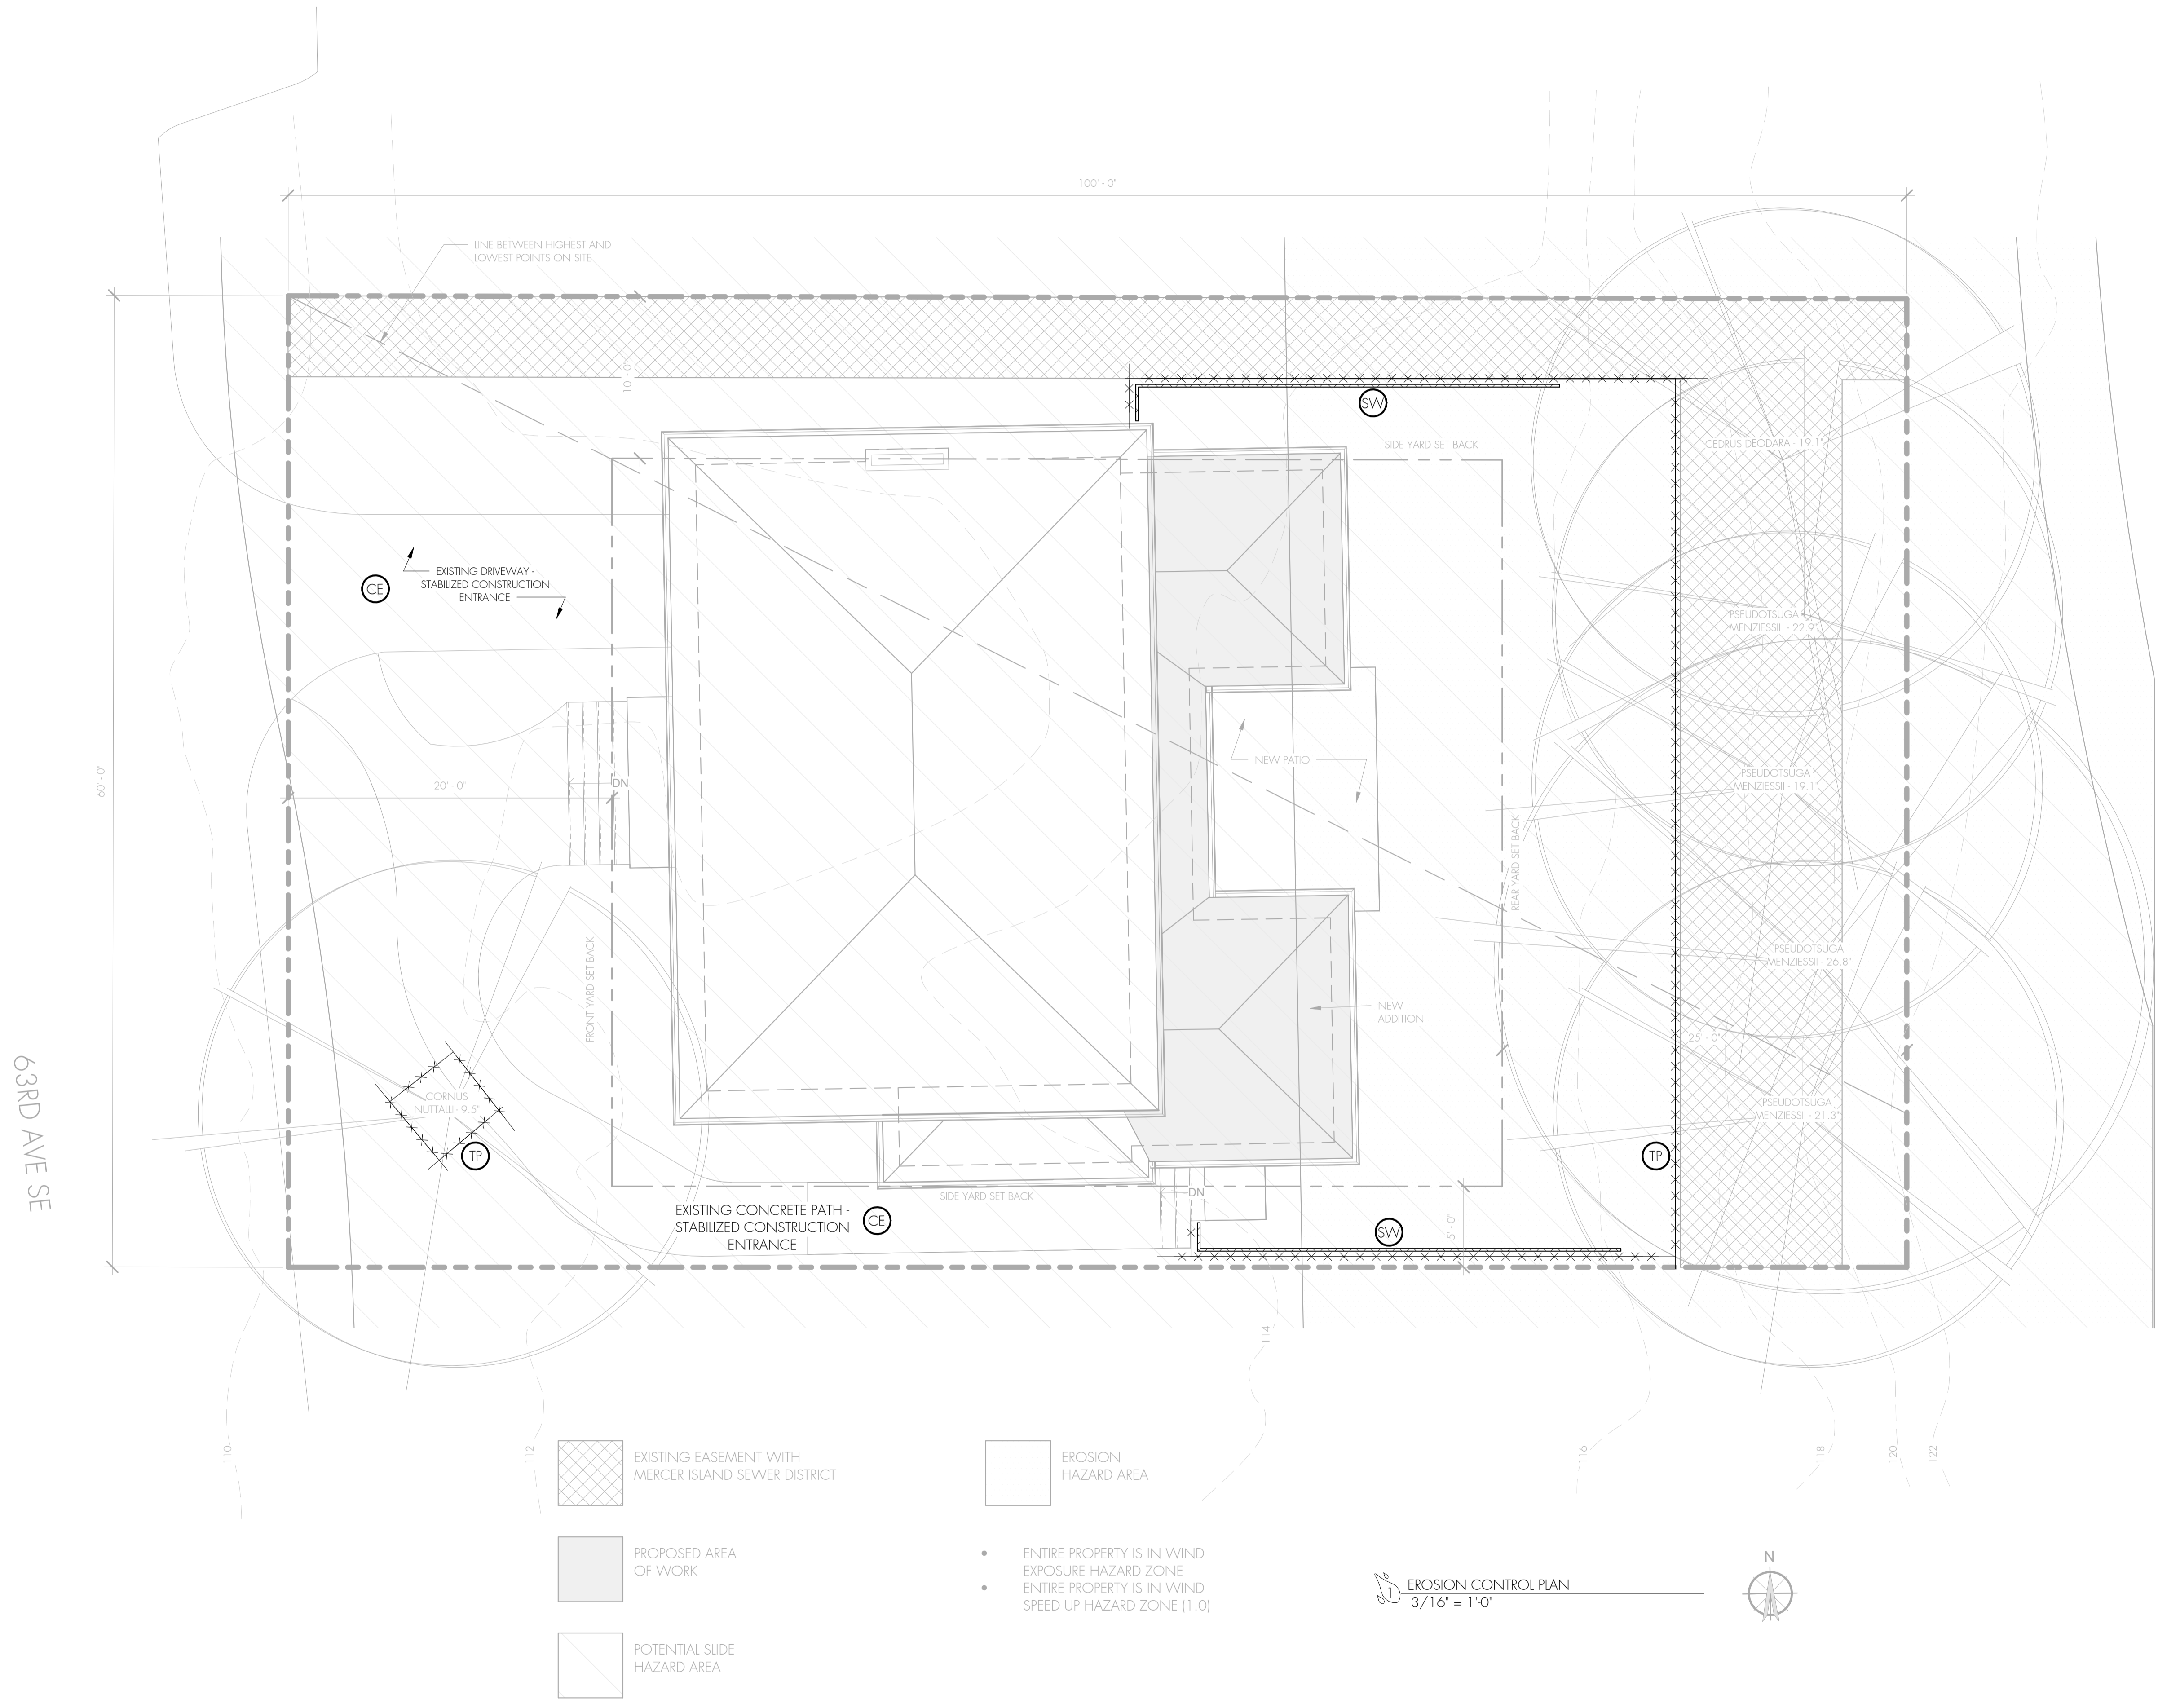 100' - 0"
LINE BETWEEN HIGHEST AND
LOWEST POINTS ON SITE
10' - 0"
SW
SIDE YARD SET BACK
CEDRUS DEODARA - 19.1"
EXISTING DRIVEWAY -
STABILIZED CONSTRUCTION
ENTRANCE
CE
PSEUDOTSUGA
MENZIESSII - 22.9"
60' - 0"
20' - 0"
DN
NEW PATIO
PSEUDOTSUGA
MENZIESSII - 19.1"
REAR YARD SET BACK
FRONT YARD SET BACK
PSEUDOTSUGA
MENZIESSII - 26.8"
NEW
ADDITION
25' - 0"
63RD AVE SE
CORNUS
NUTTALLII- 9.5"
TP
PSEUDOTSUGA
MENZIESSII - 21.3"
TP
SIDE YARD SET BACK
DN
EXISTING CONCRETE PATH -
STABILIZED CONSTRUCTION
ENTRANCE
CE
SW
5' - 0"
110
112
114
116
118
120
122
EXISTING EASEMENT WITH
MERCER ISLAND SEWER DISTRICT
EROSION
HAZARD AREA
PROPOSED AREA
OF WORK
• ENTIRE PROPERTY IS IN WIND
EXPOSURE HAZARD ZONE
• ENTIRE PROPERTY IS IN WIND
SPEED UP HAZARD ZONE (1.0)
POTENTIAL SLIDE
HAZARD AREA
1
EROSION CONTROL PLAN
3/16" = 1'-0"
N